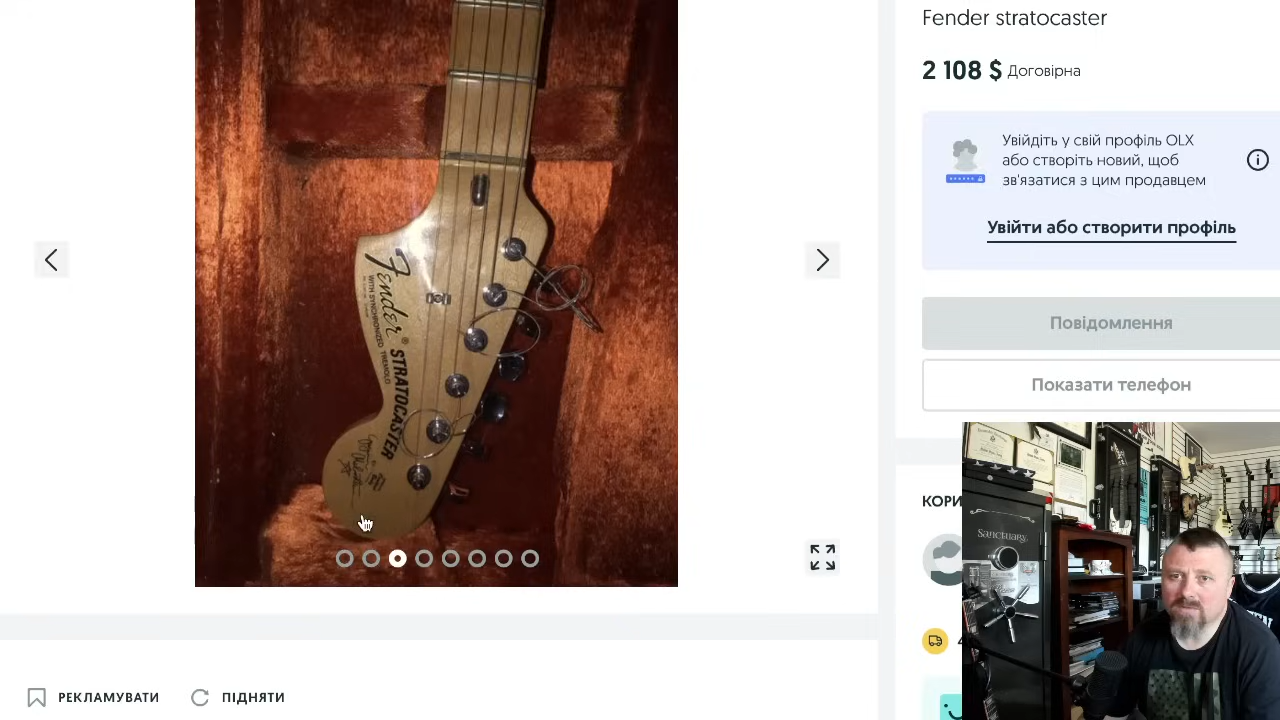 Fender stratocaster
2 108 $ Договірна
Увійдіть у свій профіль OLX
або створіть новий, щоб
зв'язатися з цим продавцем
Увійти або створити профіль
Повідомлення
Показати телефон
Fender®
WITH SYNCHRONIZED TREMOLO
STRATOCASTER
КОРИ
Sanctuary
РЕКЛАМУВАТИ
ПІДНЯТИ